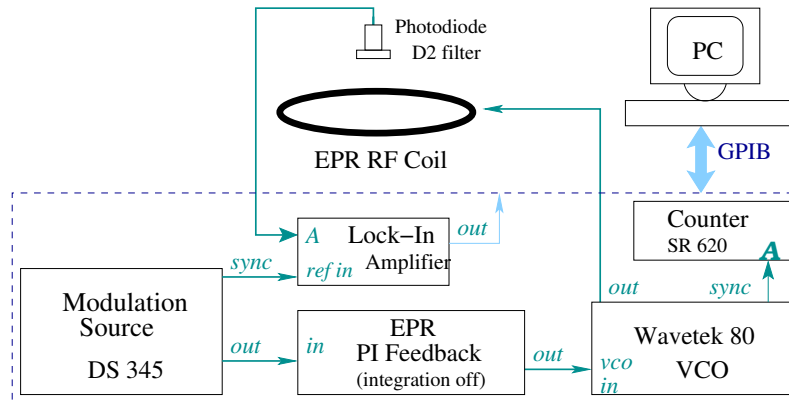 Photodiode
D2 filter
PC
EPR RF Coil
GPIB
A
Lock-In
Amplifier
ref in
out
Counter
SR 620
A
sync
out
sync
Modulation
Source
DS 345
out
in
EPR
PI Feedback
(integration off)
out
vco
in
Wavetek 80
VCO